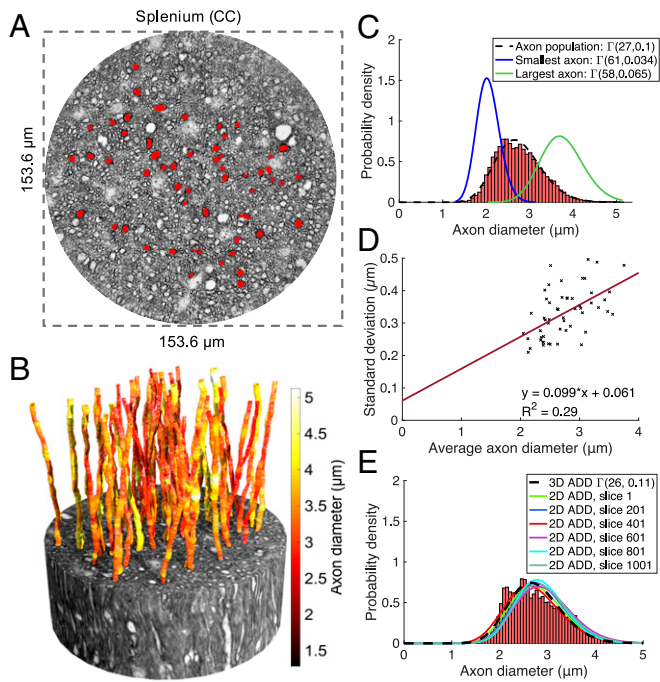 A
Splenium (CC)
153.6 µm
153.6 µm
B
Axon diameter (µm)
5
4.5
4
3.5
3
2.5
2
1.5
C
Axon population: Γ(27,0.1)
Smallest axon: Γ(61,0.034)
Largest axon: Γ(58,0.065)
Probability density
2
1.5
1
0.5
0
0 1 2 3 4 5
Axon diameter (µm)
D
Standard deviation (µm)
0.5
0.4
0.3
0.2
0.1
0
0 1 2 3 4
y = 0.099*x + 0.061
R² = 0.29
Average axon diameter (µm)
E
3D ADD Γ(26, 0.11)
2D ADD, slice 1
2D ADD, slice 201
2D ADD, slice 401
2D ADD, slice 601
2D ADD, slice 801
2D ADD, slice 1001
Probability density
2
1.5
1
0.5
0
0 1 2 3 4 5
Axon diameter (µm)